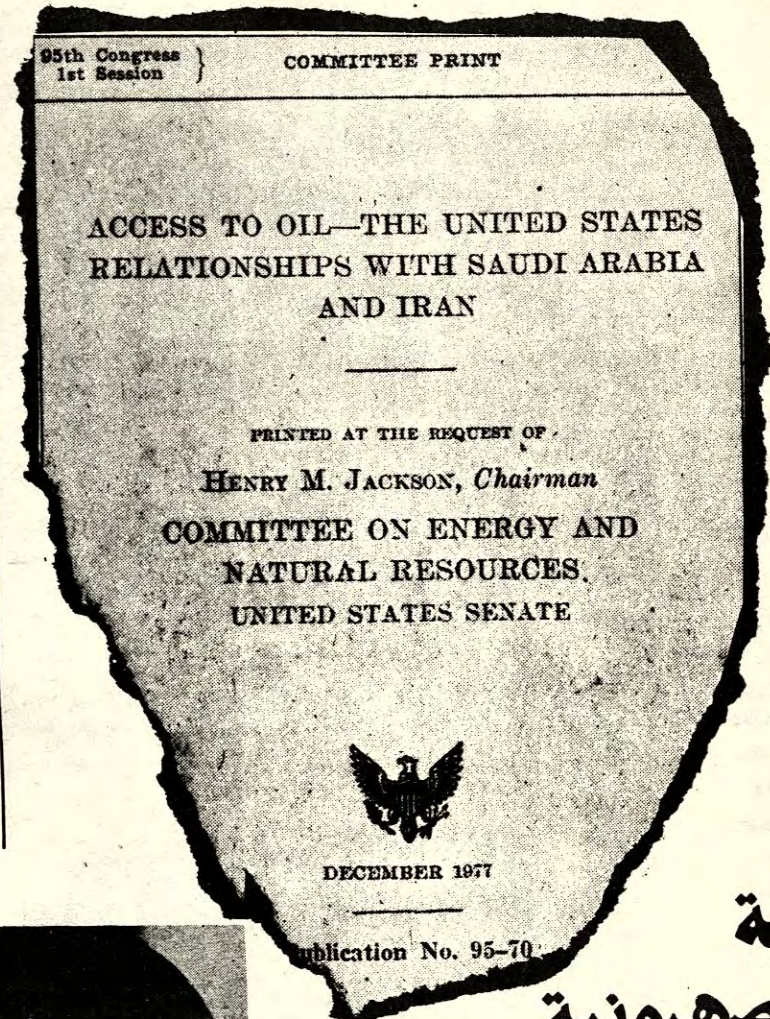 95th Congress
1st Session
COMMITTEE PRINT
ACCESS TO OIL—THE UNITED STATES
RELATIONSHIPS WITH SAUDI ARABIA
AND IRAN
PRINTED AT THE REQUEST OF
HENRY M. JACKSON, Chairman
COMMITTEE ON ENERGY AND
NATURAL RESOURCES.
UNITED STATES SENATE
DECEMBER 1977
ublication No. 95–70